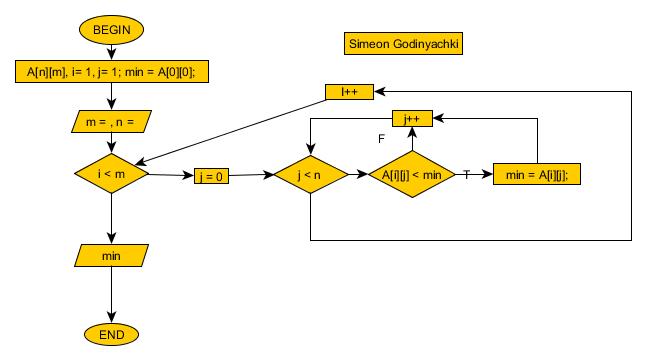 BEGIN
Simeon Godinyachki
A[n][m], i= 1, j= 1; min = A[0][0];
I++
m = , n =
j++
F
i < m
j = 0
j < n
A[i][j] < min
T
min = A[i][j];
min
END